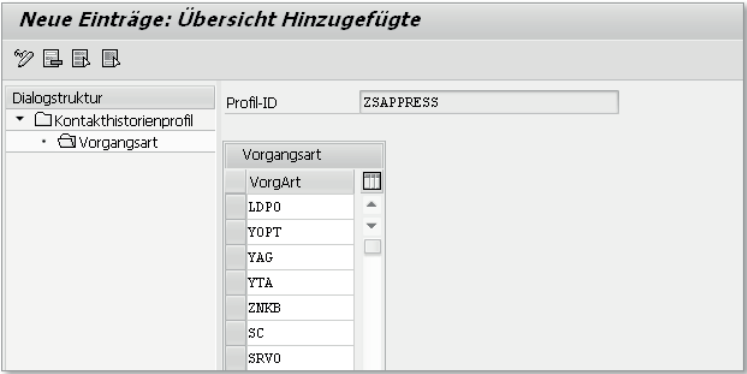 Neue Einträge: Übersicht Hinzugefügte
Dialogstruktur
Kontakthistorienprofil
Vorgangsart
Profil-ID ZSAPPRESS
Vorgangsart
VorgArt
LDPO
YOPT
YAG
YTA
ZNKB
SC
SRVO